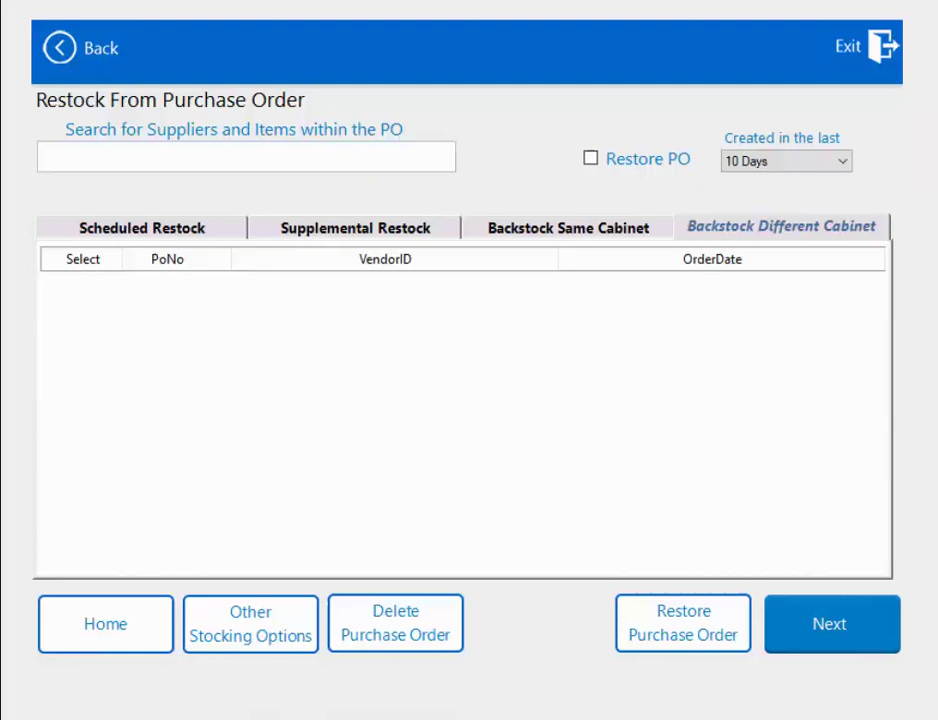 Back
Exit
Restock From Purchase Order
Search for Suppliers and Items within the PO
Restore PO
Created in the last
10 Days
Scheduled Restock
Supplemental Restock
Backstock Same Cabinet
Backstock Different Cabinet
Select
PoNo
VendorID
OrderDate
Home
Other
Stocking Options
Delete
Purchase Order
Restore
Purchase Order
Next